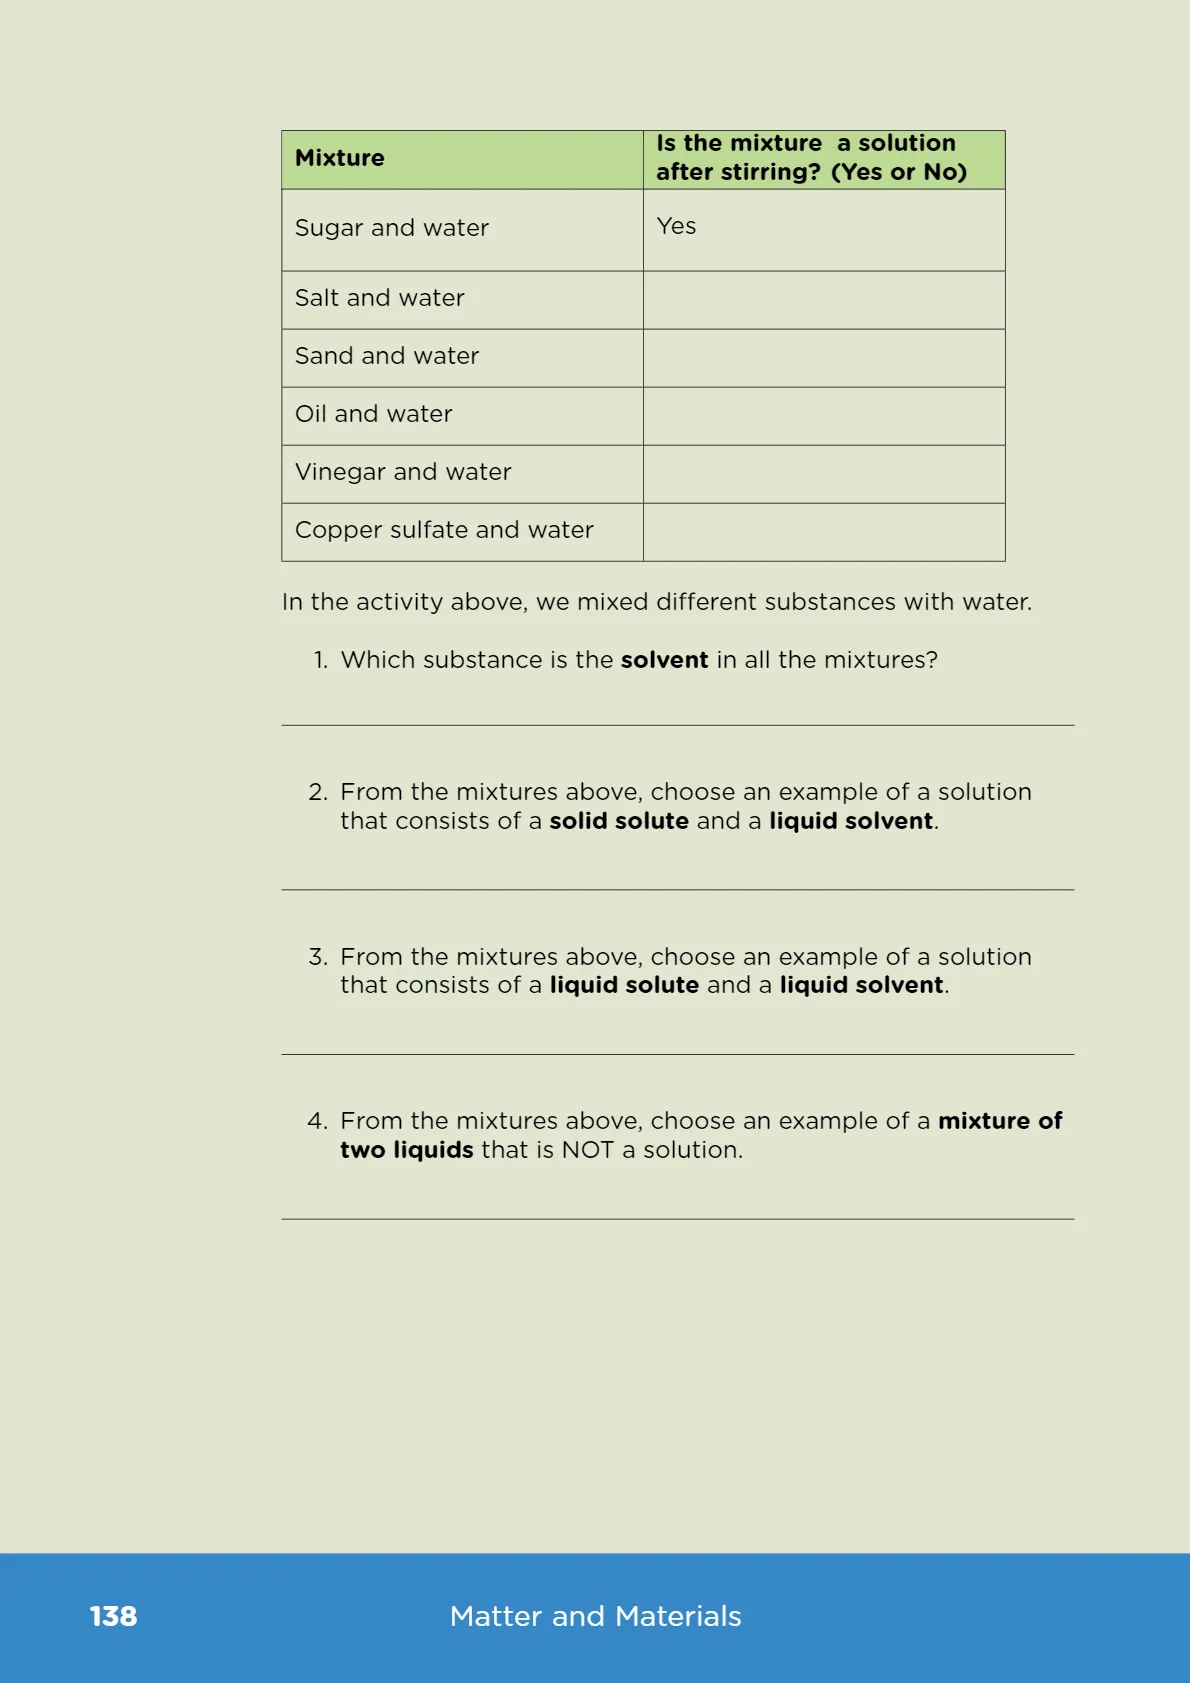 Mixture
Is the mixture a solution
after stirring? (Yes or No)
Sugar and water
Yes
Salt and water
Sand and water
Oil and water
Vinegar and water
Copper sulfate and water
In the activity above, we mixed different substances with water.
1. Which substance is the solvent in all the mixtures?
2. From the mixtures above, choose an example of a solution
that consists of a solid solute and a liquid solvent.
3. From the mixtures above, choose an example of a solution
that consists of a liquid solute and a liquid solvent.
4. From the mixtures above, choose an example of a mixture of
two liquids that is NOT a solution.
138
Matter and Materials